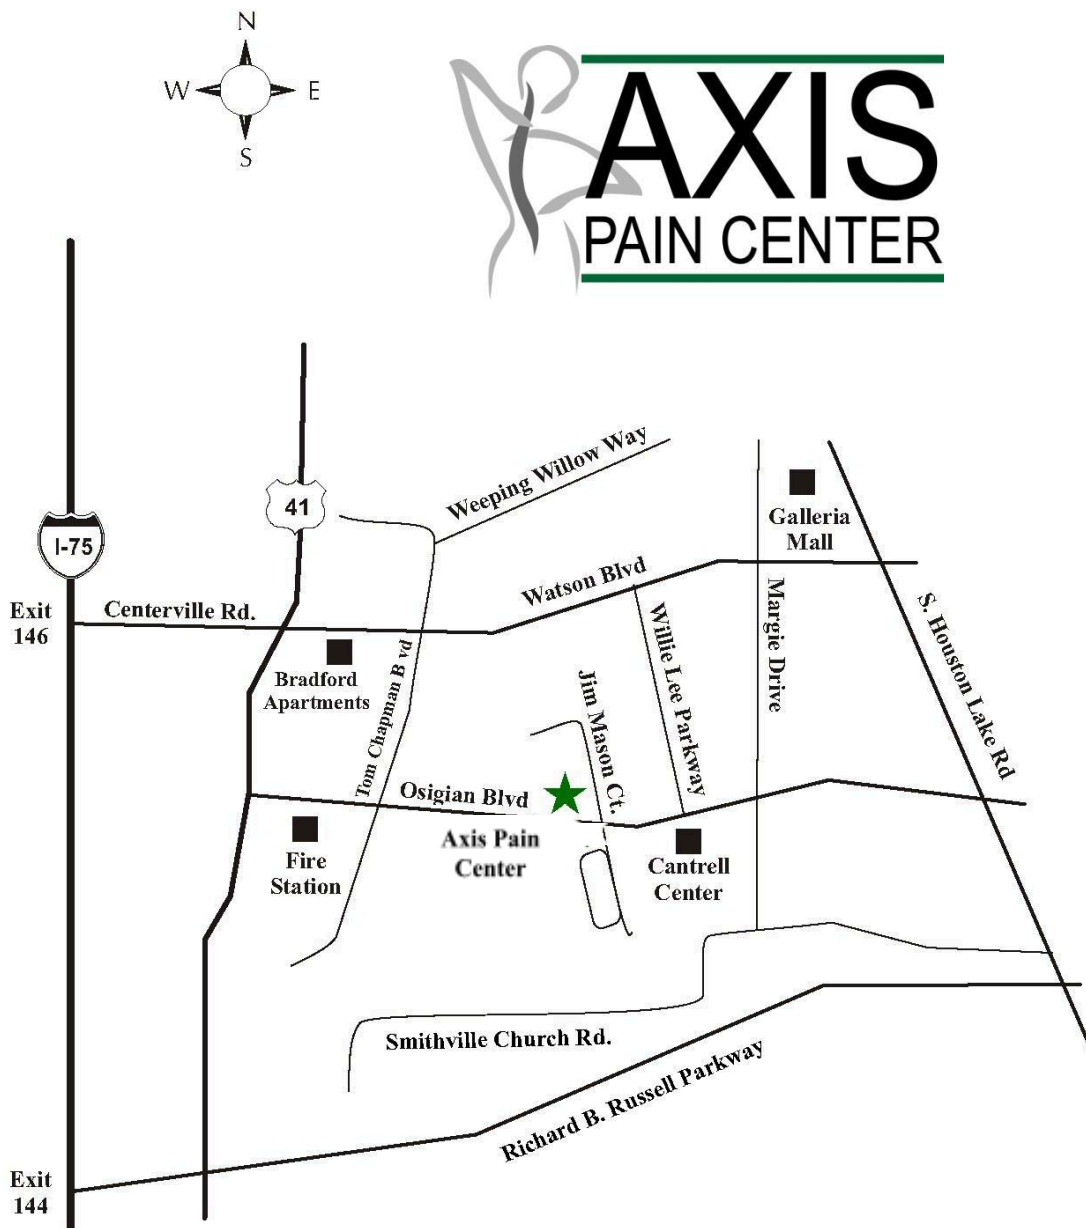 N
W E
S
AXIS
PAIN CENTER
Weeping Willow Way
41
Galleria
Mall
I-75
Exit
146
Centerville Rd.
Watson Blvd
Bradford
Apartments
Tom Chapman B vd
Jim Mason Ct.
Willie Lee Parkway
Margie Drive
S. Houston Lake Rd
Osigian Blvd
Axis Pain
Center
Fire
Station
Cantrell
Center
Smithville Church Rd.
Richard B. Russell Parkway
Exit
144